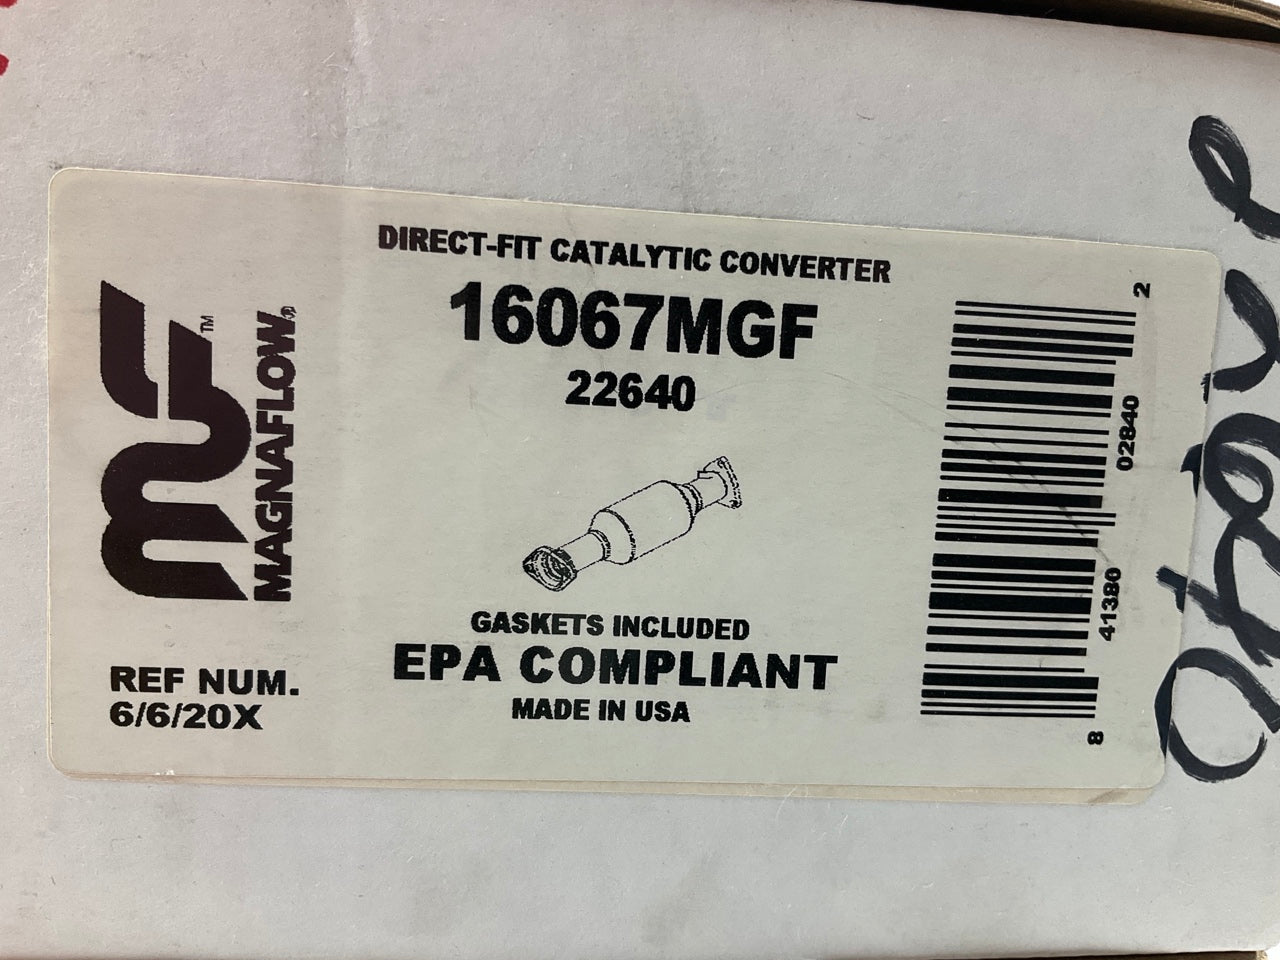 DIRECT-FIT CATALYTIC CONVERTER
16067MGF
22640
MF™
MAGNAFLOW®
GASKETS INCLUDED
EPA COMPLIANT
MADE IN USA
REF NUM.
6/6/20X
8 41380 02840 2